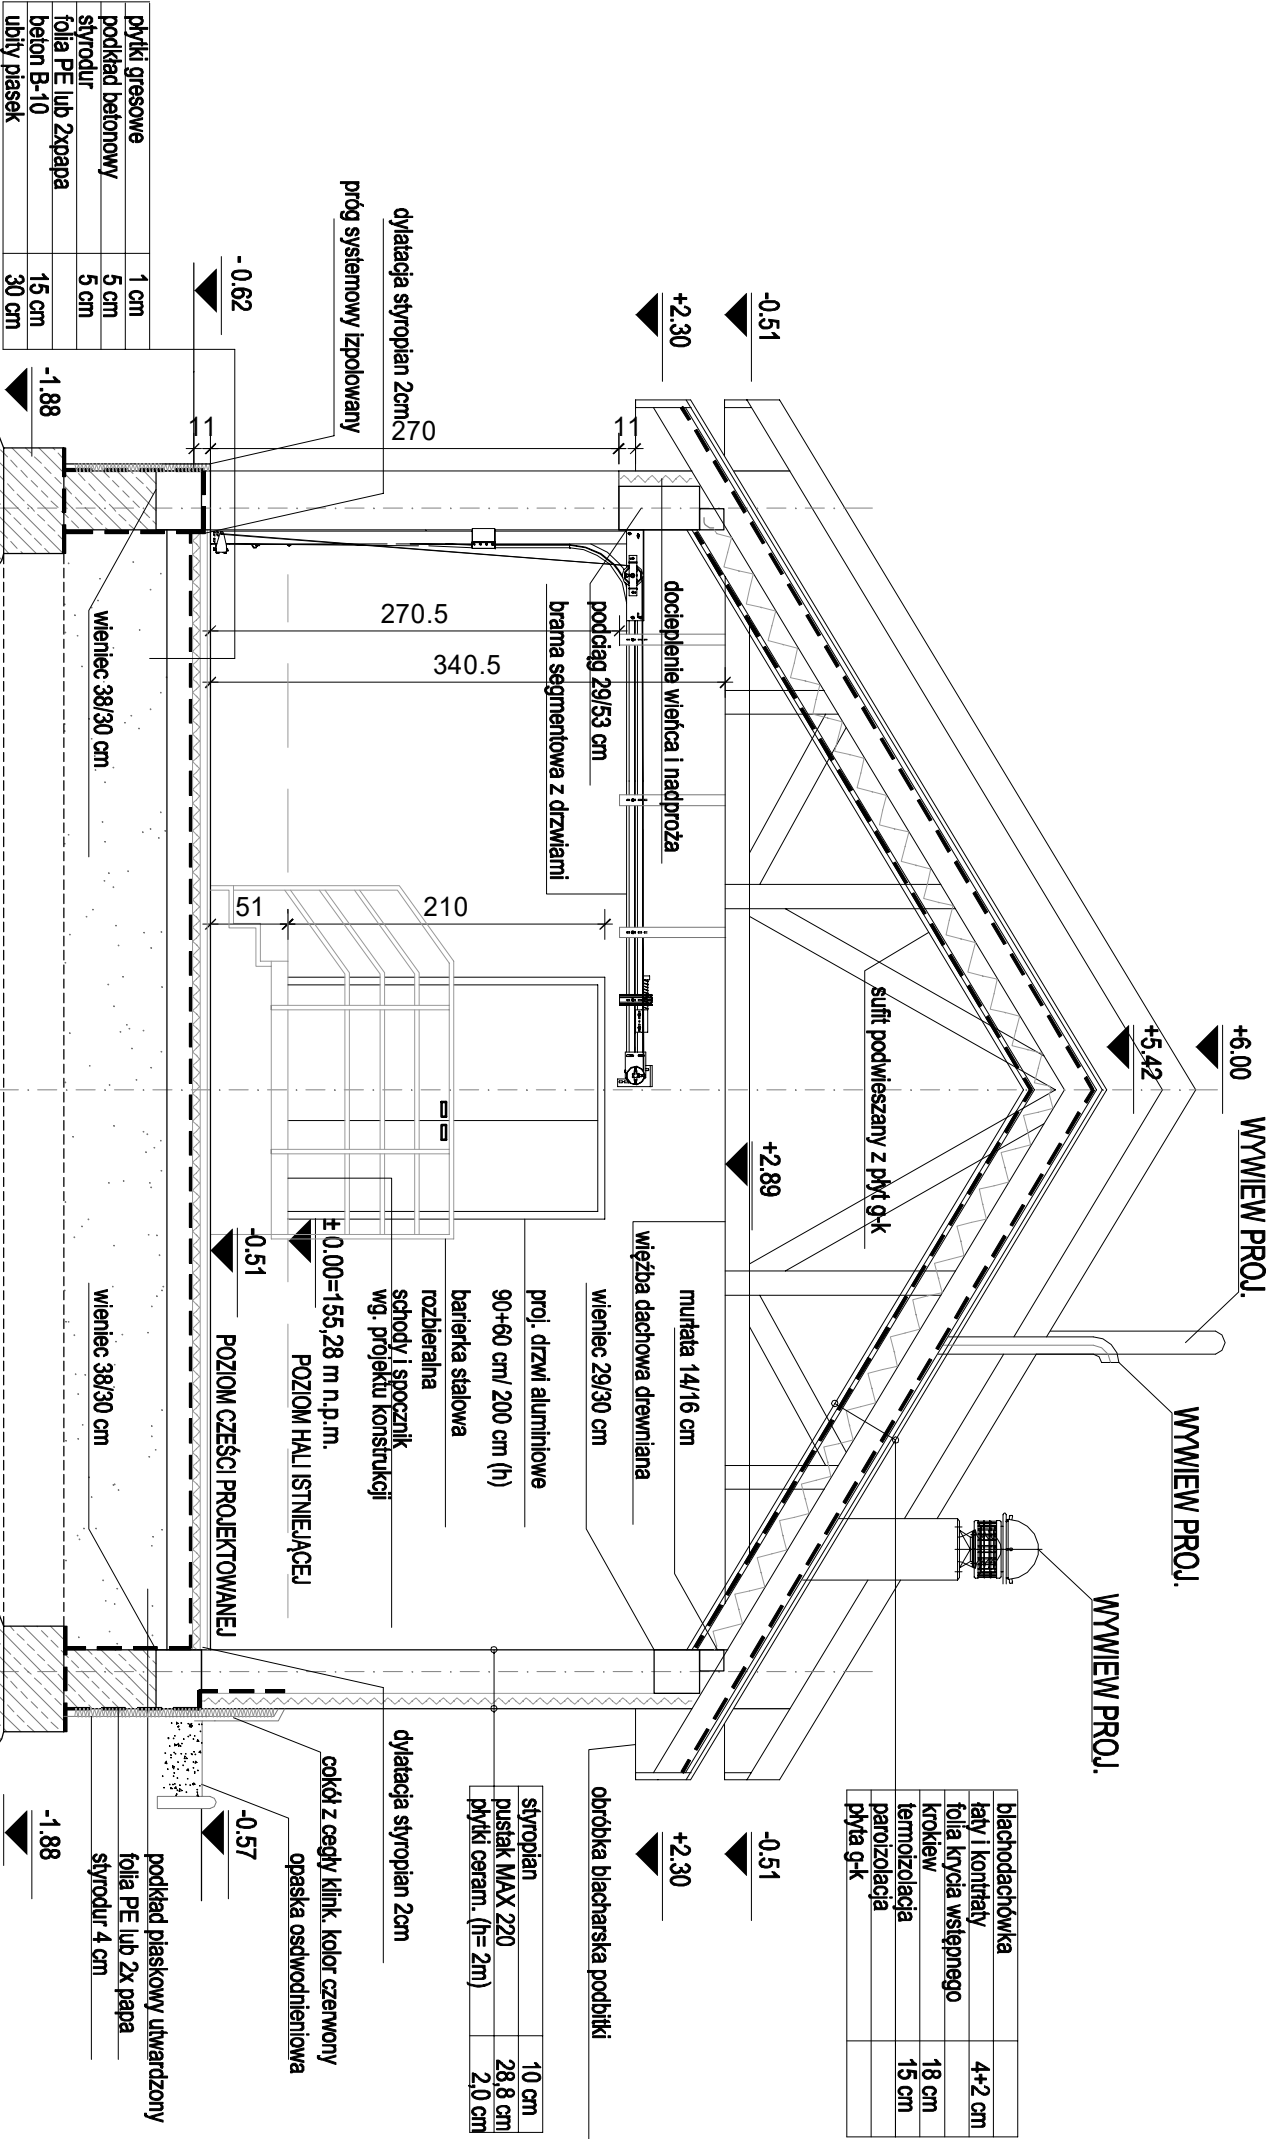 WYWIEW PROJ.
WYWIEW PROJ.
WYWIEW PROJ.
+6.00
+5.42
-0.51
+2.30
+2.89
-0.51
+2.30
blachodachówka
łaty i kontrłaty 4+2 cm
folia krycia wstępnego
krokiew 18 cm
termoizolacja 15 cm
paroizolacja
płyta g-k
sufit podwieszany z płyt g-k
docieplenie wieńca i nadproża
podciąg 29/53 cm
brama segmentowa z drzwiami
murłata 14/16 cm
więźba dachowa drewniana
wieniec 29/30 cm
obróbka blacharska podbitki
proj. drzwi aluminiowe
90+60 cm/ 200 cm (h)
barierka stalowa
rozbieralna
schody i spocznik
wg. projektu konstrukcji
styropian 10 cm
pustak MAX 220 28,8 cm
płytki ceram. (h= 2m) 2,0 cm
11
270
11
270.5
340.5
51
210
dylatacja styropian 2cm
próg systemowy izpolowany
± 0.00=155,28 m n.p.m.
POZIOM HALI ISTNIEJĄCEJ
-0.51
POZIOM CZEŚCI PROJEKTOWANEJ
dylatacja styropian 2cm
cokół z cegły klink. kolor czerwony
opaska osdwodnieniowa
- 0.62
-0.57
płytki gresowe 1 cm
podkład betonowy 5 cm
styrodur 5 cm
folia PE lub 2xpapa
beton B-10 15 cm
ubity piasek 30 cm
wieniec 38/30 cm
wieniec 38/30 cm
podkład piaskowy utwardzony
folia PE lub 2x papa
styrodur 4 cm
-1.88
-1.88